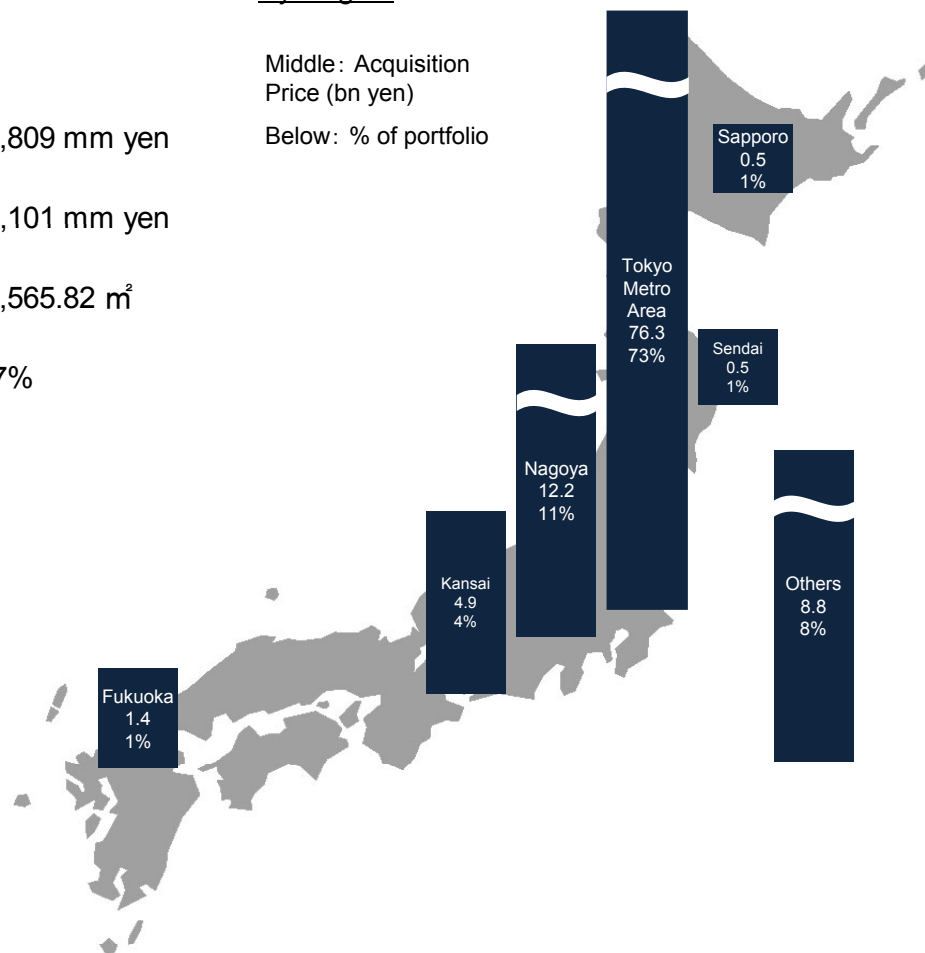 Middle: Acquisition
Price (bn yen)
Below: % of portfolio
,809 mm yen
,101 mm yen
,565.82 ㎡
7%
Sapporo
0.5
1%
Tokyo
Metro
Area
76.3
73%
Sendai
0.5
1%
Nagoya
12.2
11%
Kansai
4.9
4%
Others
8.8
8%
Fukuoka
1.4
1%